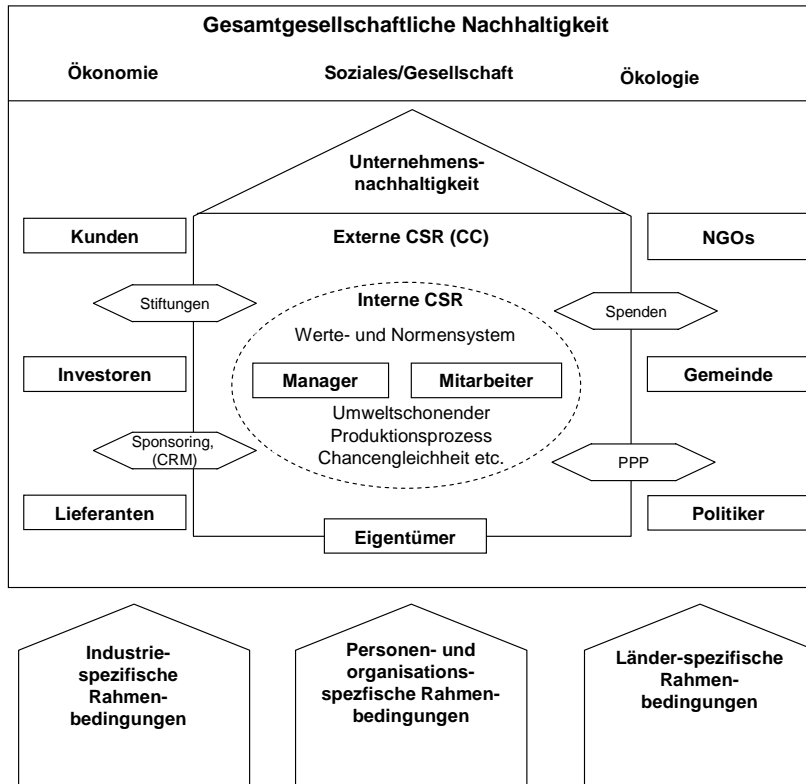 Gesamtgesellschaftliche Nachhaltigkeit
Ökonomie
Soziales/Gesellschaft
Ökologie
Unternehmens-
nachhaltigkeit
Kunden
Externe CSR (CC)
NGOs
Stiftungen
Interne CSR
Spenden
Werte- und Normensystem
Investoren
Manager
Mitarbeiter
Gemeinde
Umweltschonender
Produktionsprozess
Chancengleichheit etc.
Sponsoring,
(CRM)
PPP
Lieferanten
Eigentümer
Politiker
Industrie-
spezifische
Rahmen-
bedingungen
Personen- und
organisations-
spezfische Rahmen-
bedingungen
Länder-spezifische
Rahmen-
bedingungen